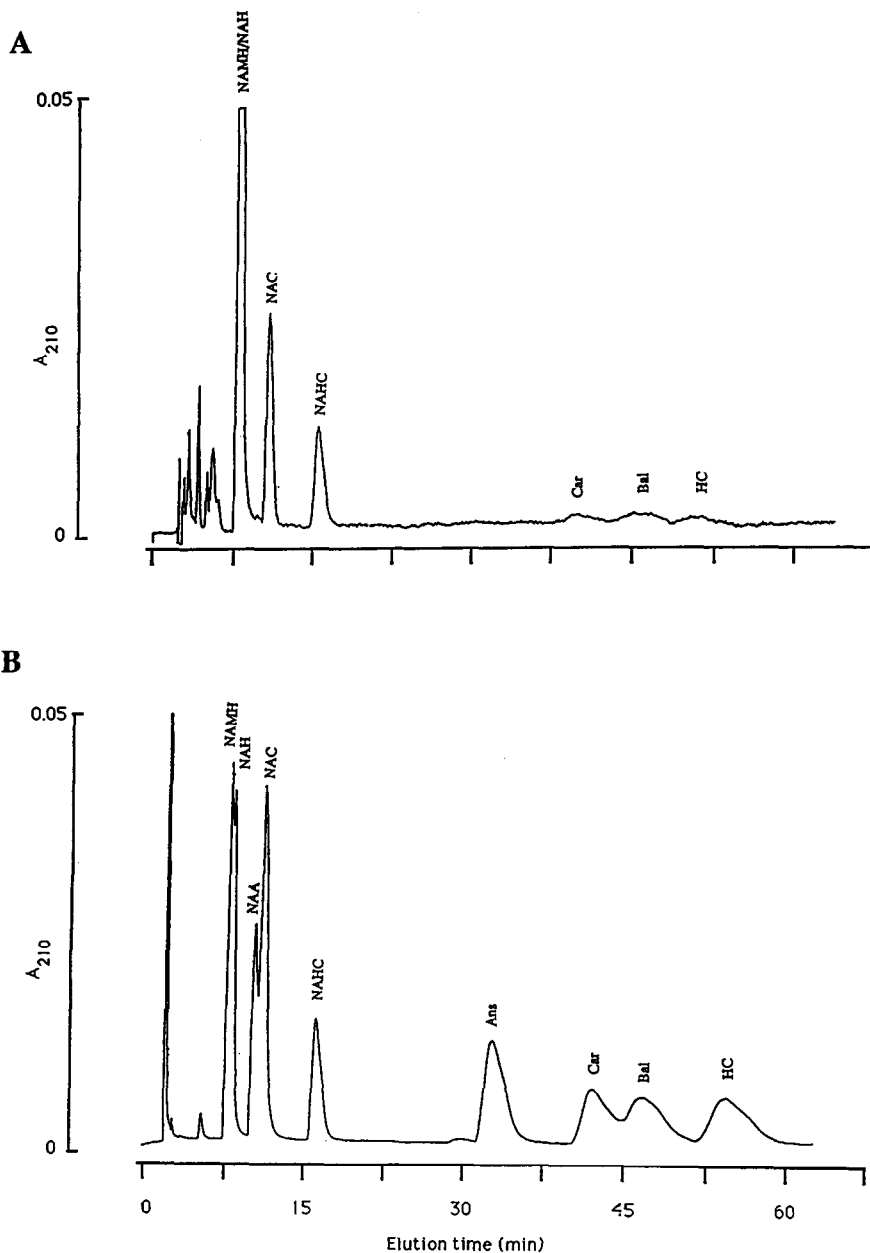 A
0.05
A210
0
NAMH/NAH
NAC
NAHC
Car
Bal
HC
B
0.05
A210
0
NAMH
NAH
NAA
NAC
NAHC
Ans
Car
Bal
HC
0 15 30 45 60
Elution time (min)